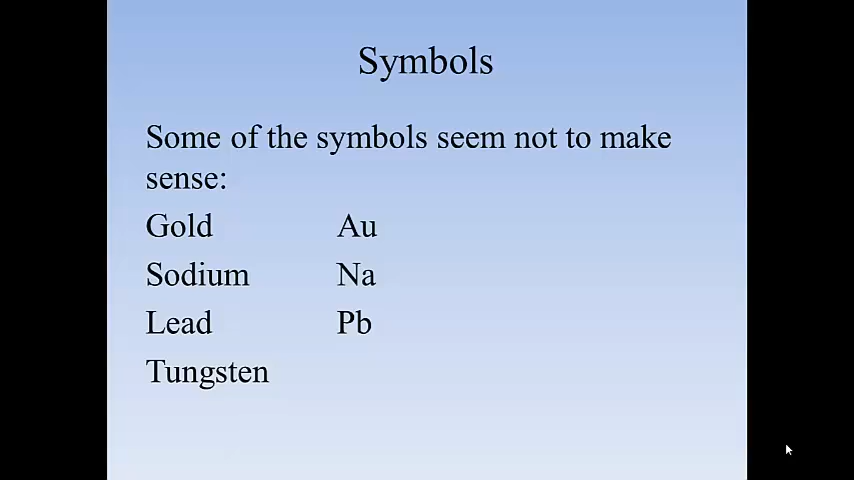 Symbols
Some of the symbols seem not to make
sense:
Gold Au
Sodium Na
Lead Pb
Tungsten